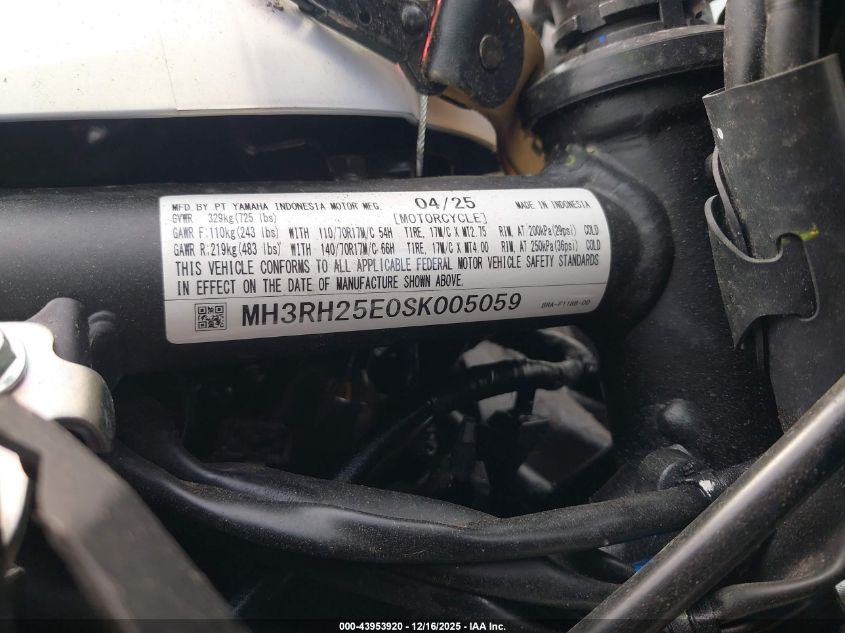 MFD. BY PT YAMAHA INDONESIA MOTOR MFG. 04/25 MADE IN INDONESIA
GVWR 329kg(725 lbs) [MOTORCYCLE]
GAWR F:110kg(243 lbs) WITH 110/70R17M/C 54H TIRE, 17M/C X MT2.75 RIM, AT 200kPa(29psi) COLD
GAWR R:219kg(483 lbs) WITH 140/70R17M/C 66H TIRE, 17M/C X MT4.00 RIM, AT 250kPa(36psi) COLD
THIS VEHICLE CONFORMS TO ALL APPLICABLE FEDERAL MOTOR VEHICLE SAFETY STANDARDS
IN EFFECT ON THE DATE OF MANUFACTURE SHOWN ABOVE.
MH3RH25E0SK005059 BRA-F118B-00
000-43953920 - 12/16/2025 - IAA Inc.